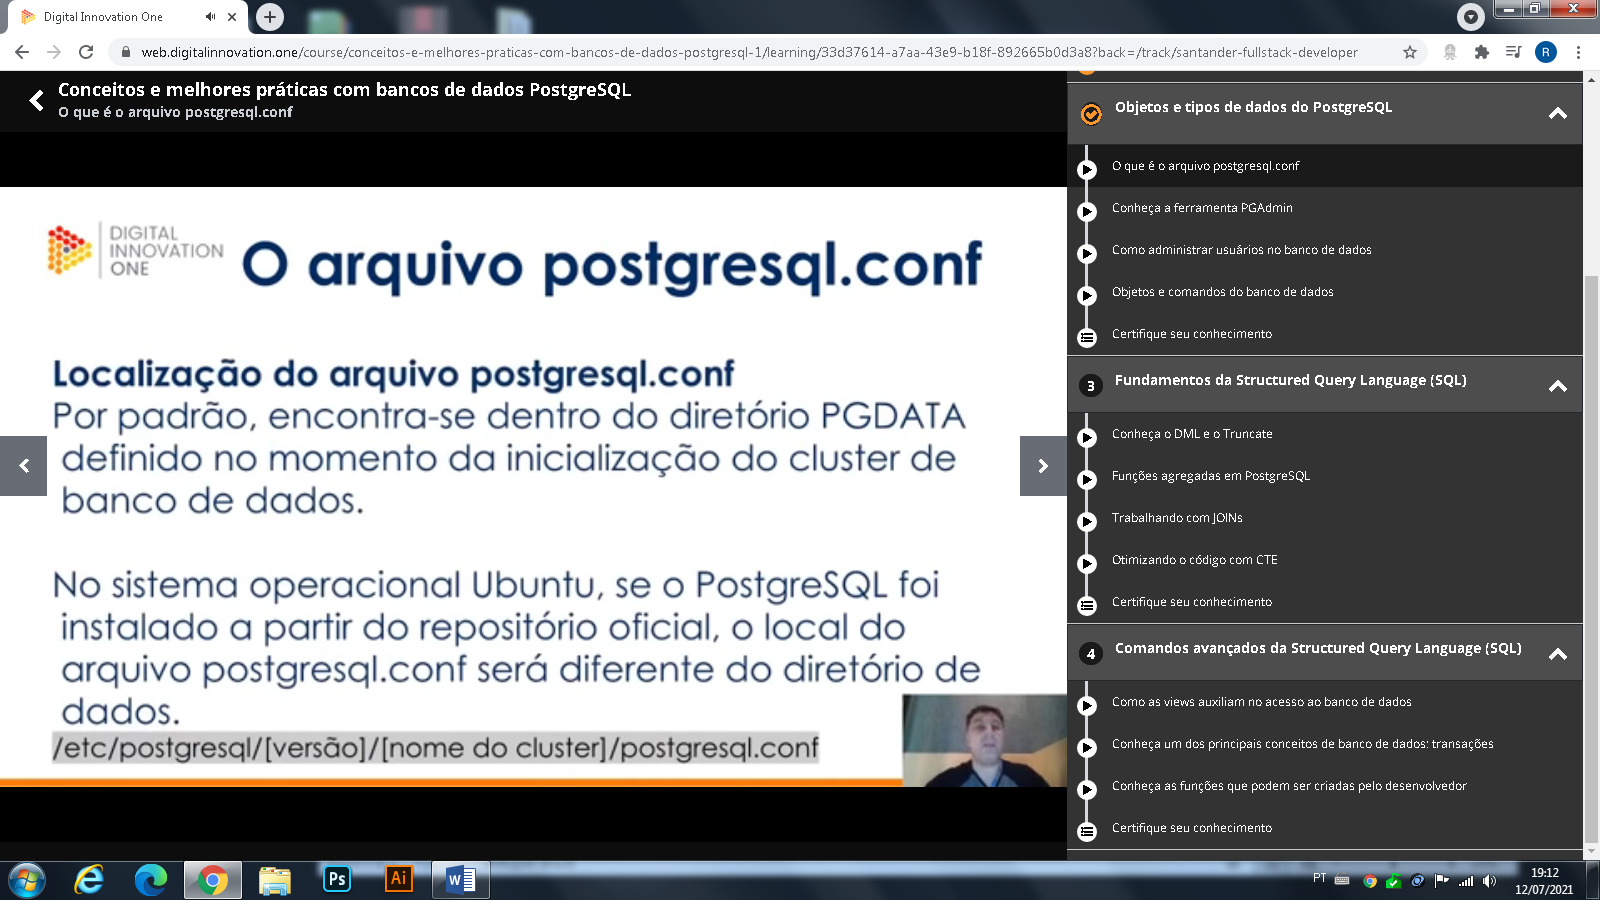 Digital Innovation One
web.digitalinnovation.one/course/conceitos-e-melhores-praticas-com-bancos-de-dados-postgresql-1/learning/33d37614-a7aa-43e9-b18f-892665b0d3a8?back=/track/santander-fullstack-developer
R
Conceitos e melhores práticas com bancos de dados PostgreSQL
O que é o arquivo postgresql.conf
DIGITAL
INNOVATION
ONE
O arquivo postgresql.conf
Localização do arquivo postgresql.conf
Por padrão, encontra-se dentro do diretório PGDATA
definido no momento da inicialização do cluster de
banco de dados.
No sistema operacional Ubuntu, se o PostgreSQL foi
instalado a partir do repositório oficial, o local do
arquivo postgresql.conf será diferente do diretório de
dados.
/etc/postgresql/[versão]/[nome do cluster]/postgresql.conf
Objetos e tipos de dados do PostgreSQL
O que é o arquivo postgresql.conf
Conheça a ferramenta PGAdmin
Como administrar usuários no banco de dados
Objetos e comandos do banco de dados
Certifique seu conhecimento
3 Fundamentos da Structured Query Language (SQL)
Conheça o DML e o Truncate
Funções agregadas em PostgreSQL
Trabalhando com JOINs
Otimizando o código com CTE
Certifique seu conhecimento
4 Comandos avançados da Structured Query Language (SQL)
Como as views auxiliam no acesso ao banco de dados
Conheça um dos principais conceitos de banco de dados: transações
Conheça as funções que podem ser criadas pelo desenvolvedor
Certifique seu conhecimento
Ps
Ai
W
PT
19:12
12/07/2021